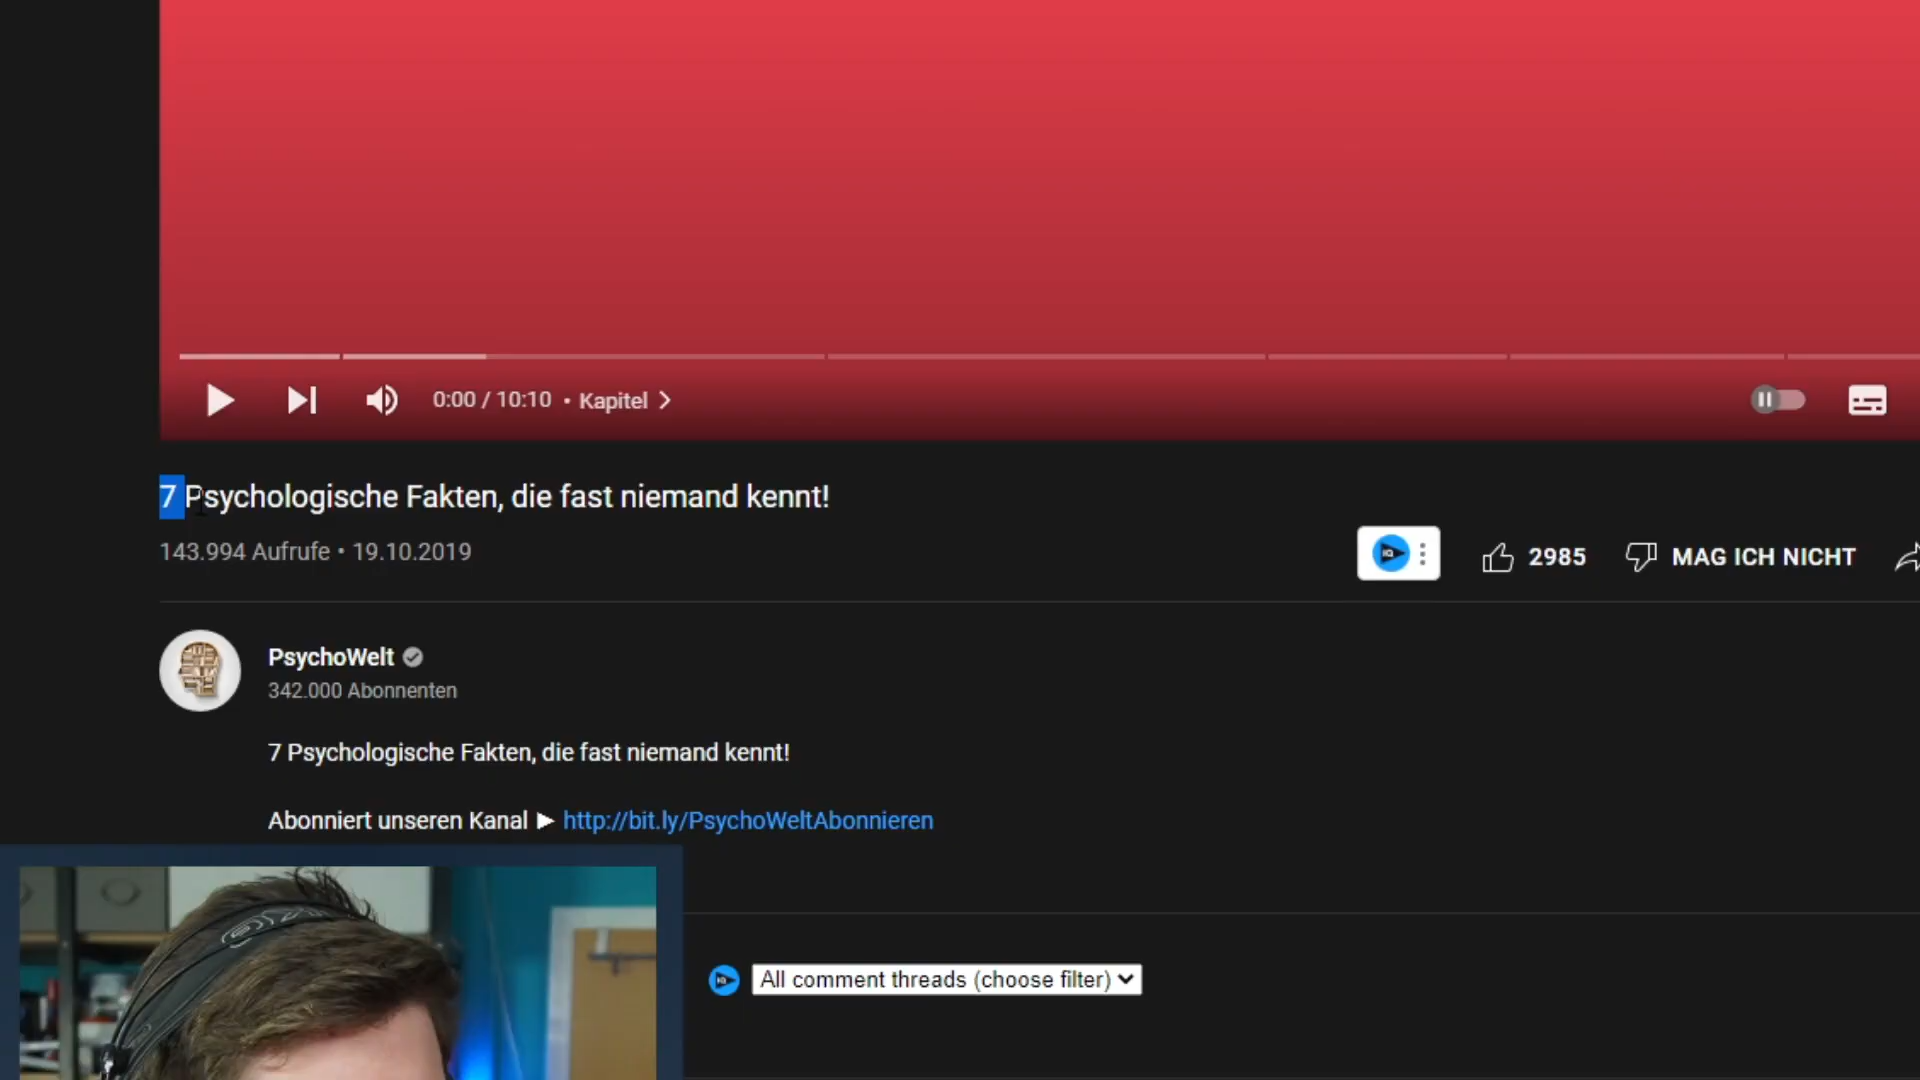 0:00 / 10:10 • Kapitel
7 Psychologische Fakten, die fast niemand kennt!
143.994 Aufrufe • 19.10.2019
2985
MAG ICH NICHT
PsychoWelt
342.000 Abonnenten
7 Psychologische Fakten, die fast niemand kennt!
Abonniert unseren Kanal ► http://bit.ly/PsychoWeltAbonnieren
All comment threads (choose filter)